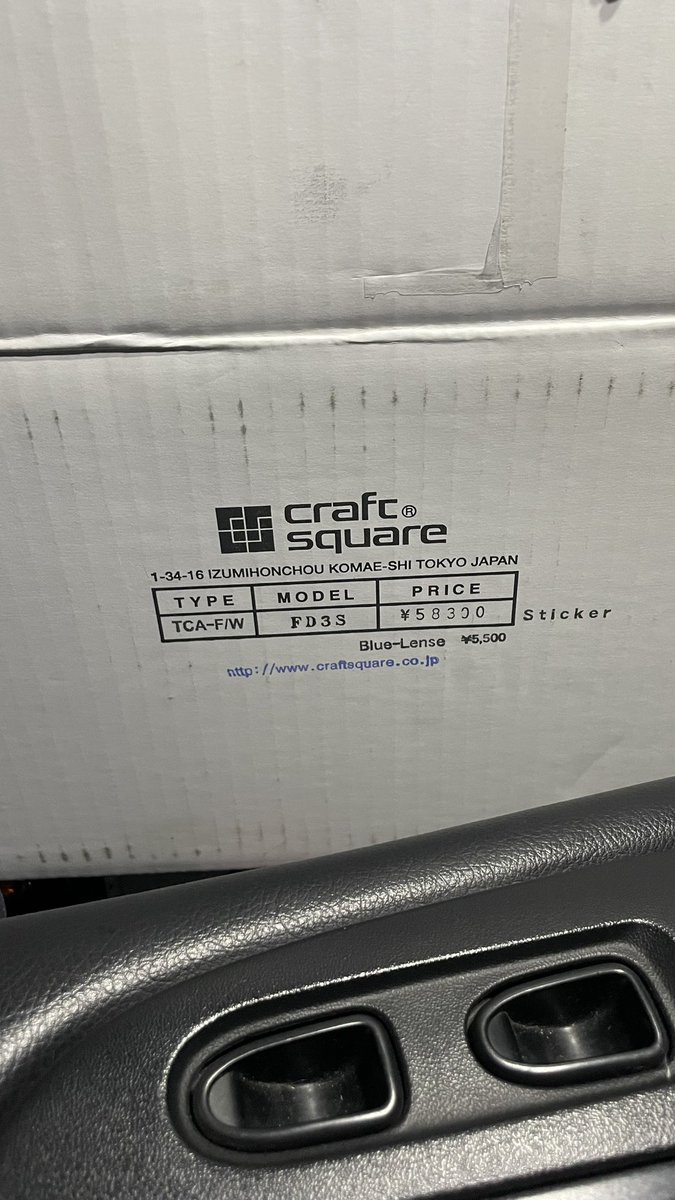 craft®
square
1-34-16 IZUMIHONCHOU KOMAE-SHI TOKYO JAPAN
TYPE MODEL PRICE
TCA-F/W FD3S ¥58300 Sticker
Blue-Lense ¥5,500
http://www.craftsquare.co.jp